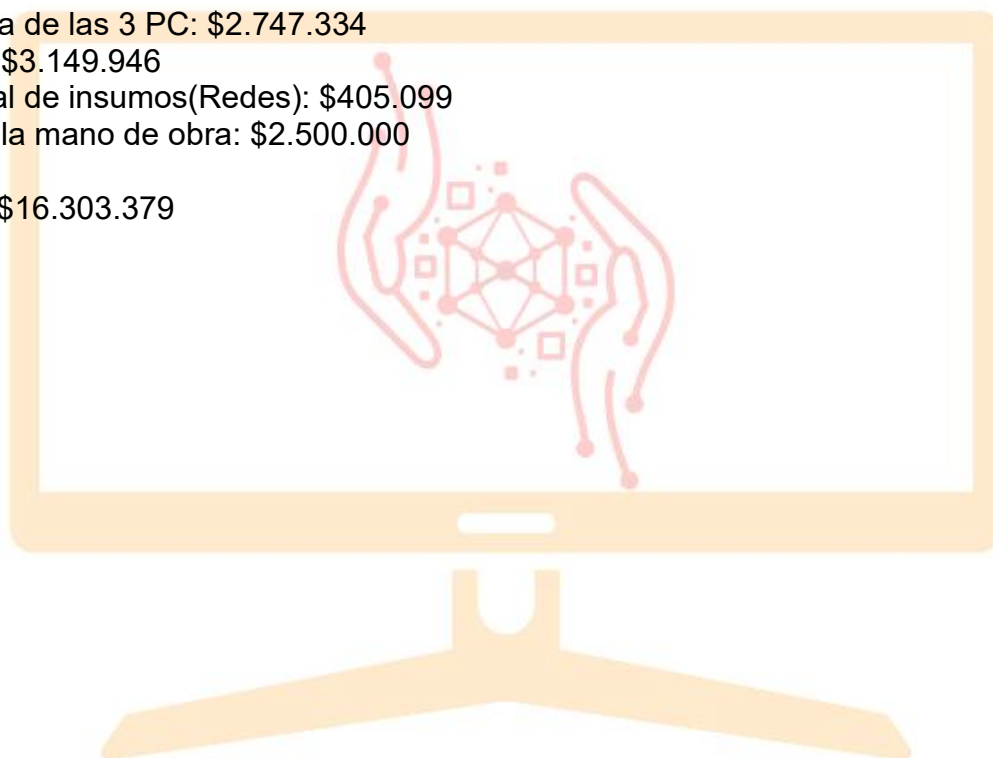 a de las 3 PC: $2.747.334
$3.149.946
al de insumos(Redes): $405.099
la mano de obra: $2.500.000
$16.303.379